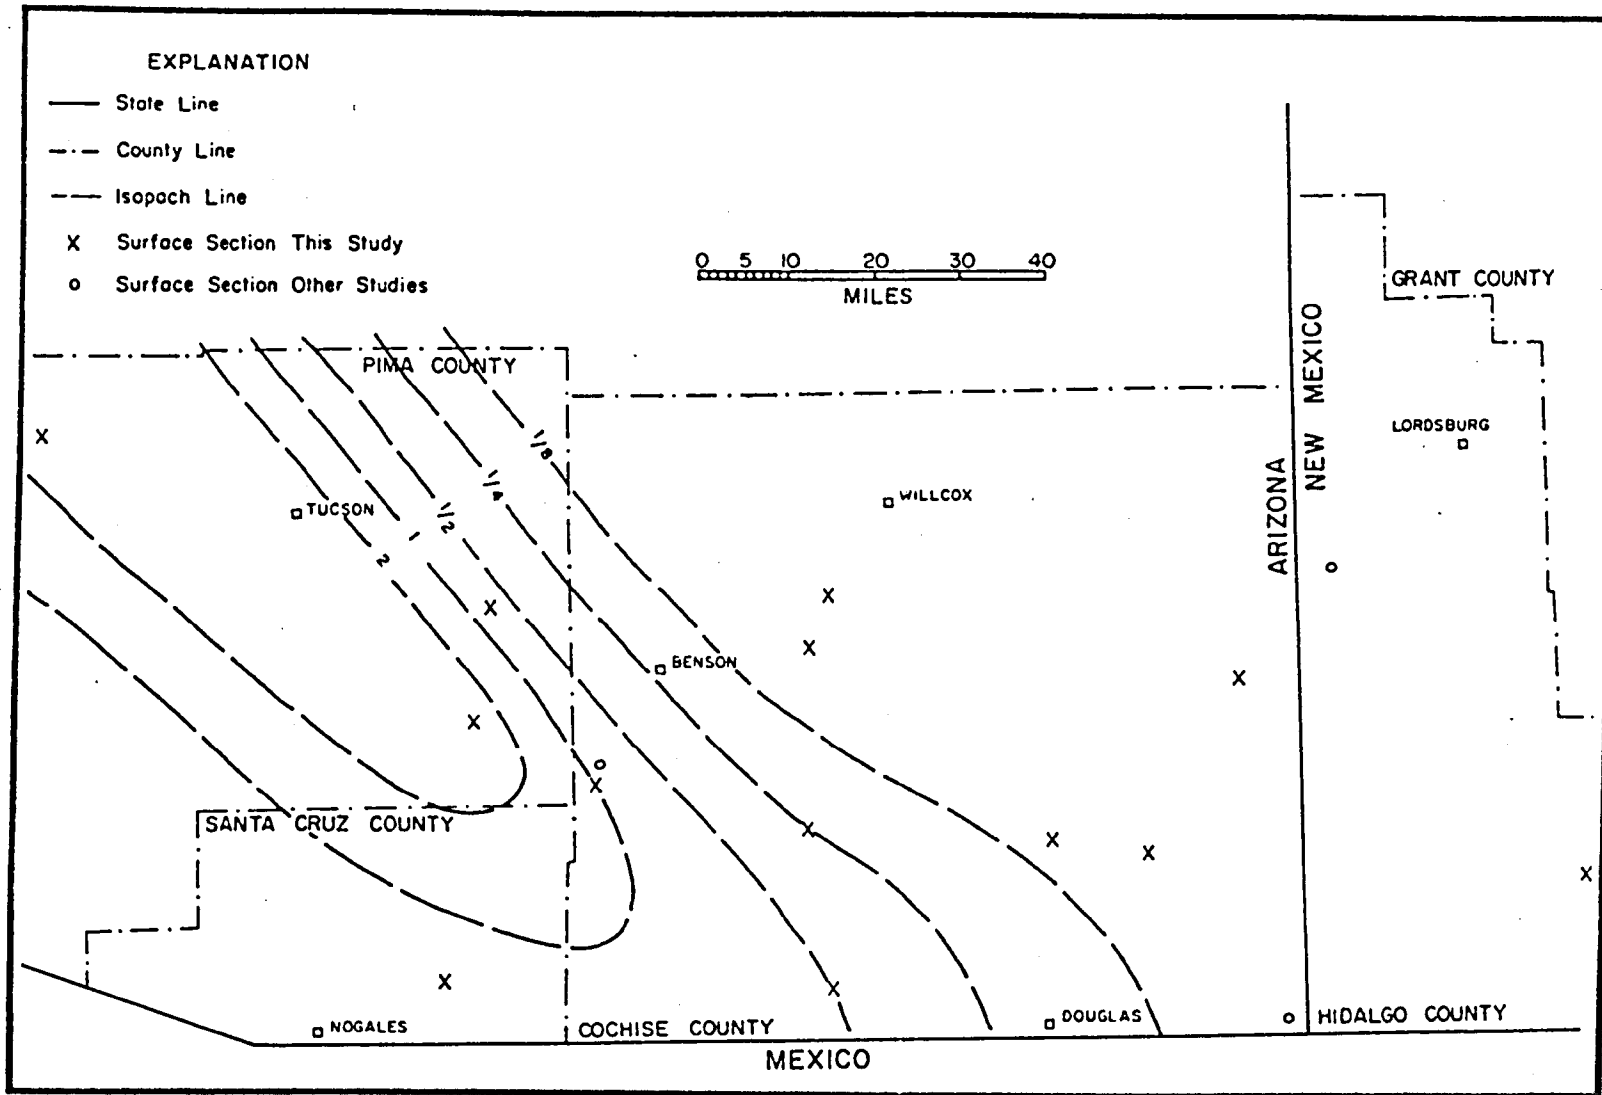 EXPLANATION
State Line
County Line
Isopach Line
X Surface Section This Study
o Surface Section Other Studies
0 5 10 20 30 40
MILES
GRANT COUNTY
PIMA COUNTY
NEW MEXICO
ARIZONA
LORDSBURG
1/8
1/4
1/2
1
2
TUCSON
WILLCOX
BENSON
SANTA CRUZ COUNTY
NOGALES
COCHISE COUNTY
DOUGLAS
HIDALGO COUNTY
MEXICO